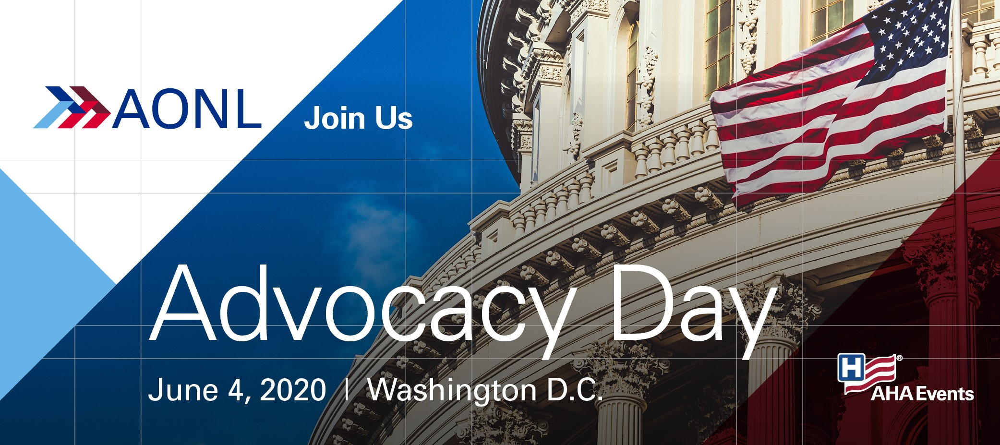 AONL
Join Us
Advocacy Day
June 4, 2020 | Washington D.C.
H ®
AHA Events